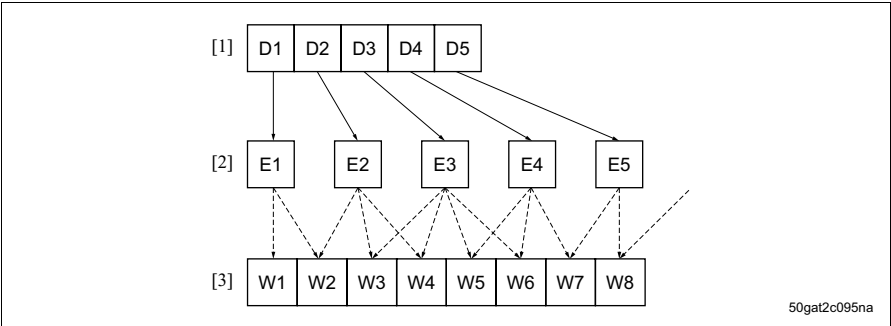 [1] D1 D2 D3 D4 D5
[2] E1 E2 E3 E4 E5
[3] W1 W2 W3 W4 W5 W6 W7 W8
50gat2c095na